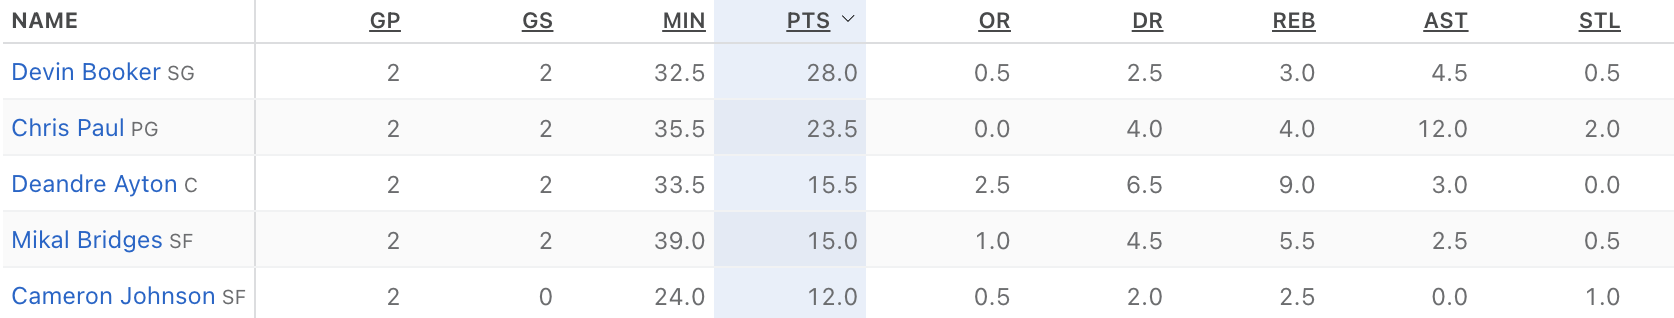 NAME GP GS MIN PTS OR DR REB AST STL
Devin Booker SG 2 2 32.5 28.0 0.5 2.5 3.0 4.5 0.5
Chris Paul PG 2 2 35.5 23.5 0.0 4.0 4.0 12.0 2.0
Deandre Ayton C 2 2 33.5 15.5 2.5 6.5 9.0 3.0 0.0
Mikal Bridges SF 2 2 39.0 15.0 1.0 4.5 5.5 2.5 0.5
Cameron Johnson SF 2 0 24.0 12.0 0.5 2.0 2.5 0.0 1.0